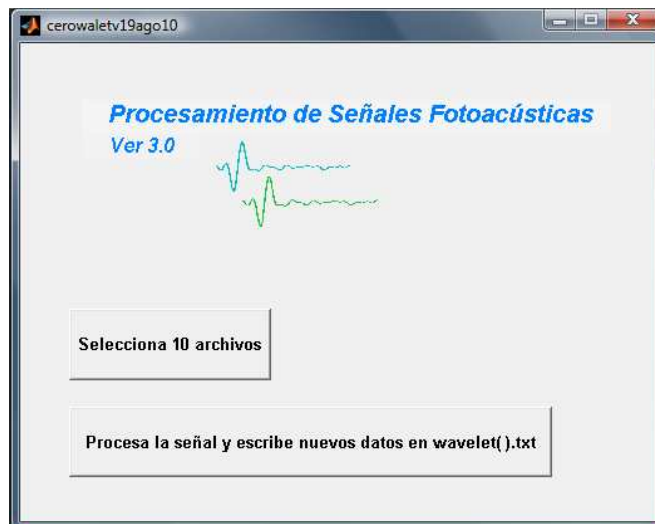 cerowaletv19ago10
Procesamiento de Señales Fotoacústicas
Ver 3.0
Selecciona 10 archivos
Procesa la señal y escribe nuevos datos en wavelet( ).txt